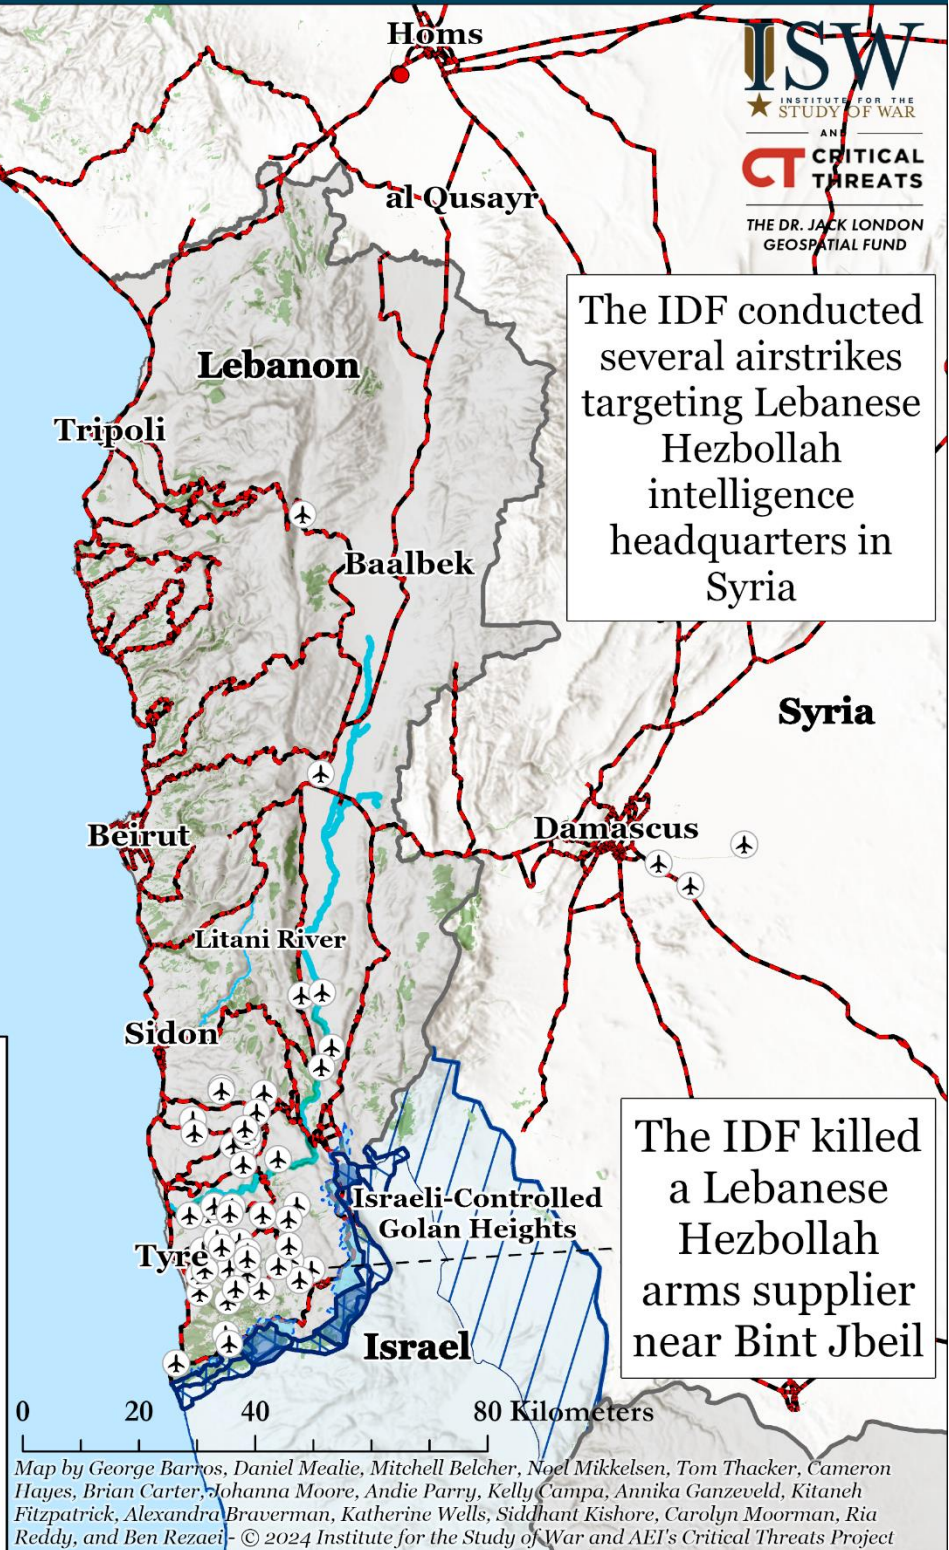 Homs
ISW
INSTITUTE FOR THE
STUDY OF WAR
AND
CT CRITICAL
THREATS
THE DR. JACK LONDON
GEOSPATIAL FUND
al Qusayr
The IDF conducted
several airstrikes
targeting Lebanese
Hezbollah
intelligence
headquarters in
Syria
Lebanon
Tripoli
Baalbek
Syria
Beirut
Damascus
Litani River
Sidon
The IDF killed
a Lebanese
Hezbollah
arms supplier
near Bint Jbeil
Israeli-Controlled
Golan Heights
Tyre
Israel
0 20 40 80 Kilometers
Map by George Barros, Daniel Mealie, Mitchell Belcher, Noel Mikkelsen, Tom Thacker, Cameron
Hayes, Brian Carter, Johanna Moore, Andie Parry, Kelly Campa, Annika Ganzeveld, Kitaneh
Fitzpatrick, Alexandra Braverman, Katherine Wells, Siddhant Kishore, Carolyn Moorman, Ria
Reddy, and Ben Rezaei - © 2024 Institute for the Study of War and AEI's Critical Threats Project